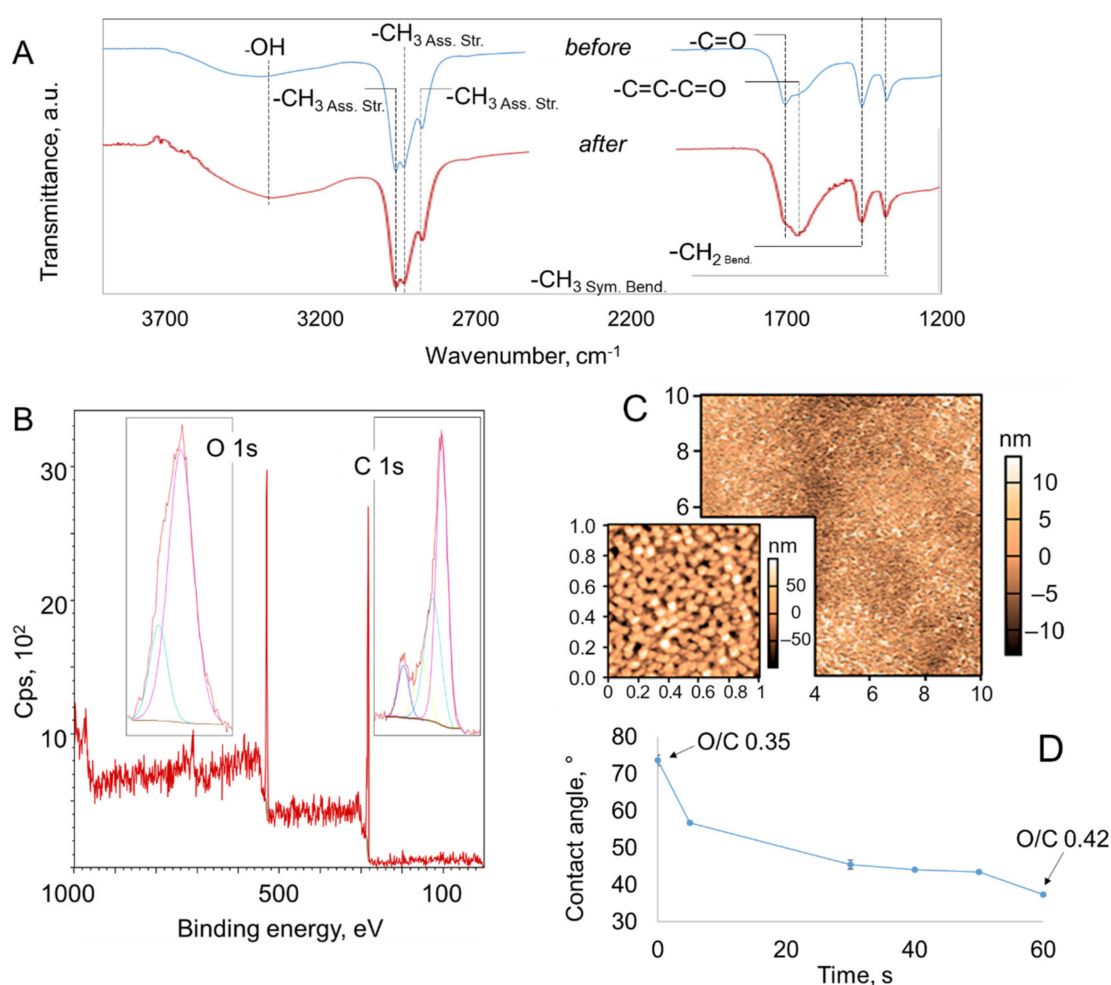 A
-OH
-CH3 Ass. Str.
before
-C=O
-C=C-C=O
-CH3 Ass. Str.
-CH3 Ass. Str.
after
-CH2 Bend.
-CH3 Sym. Bend.
Transmittance, a.u.
3700 3200 2700 2200 1700 1200
Wavenumber, cm-1
B
O 1s
C 1s
30
20
10
Cps, 10²
1000 500 100
Binding energy, eV
C
10
8
6
nm
10
5
0
–5
–10
1.0
0.8
0.6
0.4
0.2
0.0
0 0.2 0.4 0.6 0.8 1
nm
50
0
–50
4 6 8 10
D
80
70
60
50
40
30
Contact angle, °
O/C 0.35
O/C 0.42
0 20 40 60
Time, s